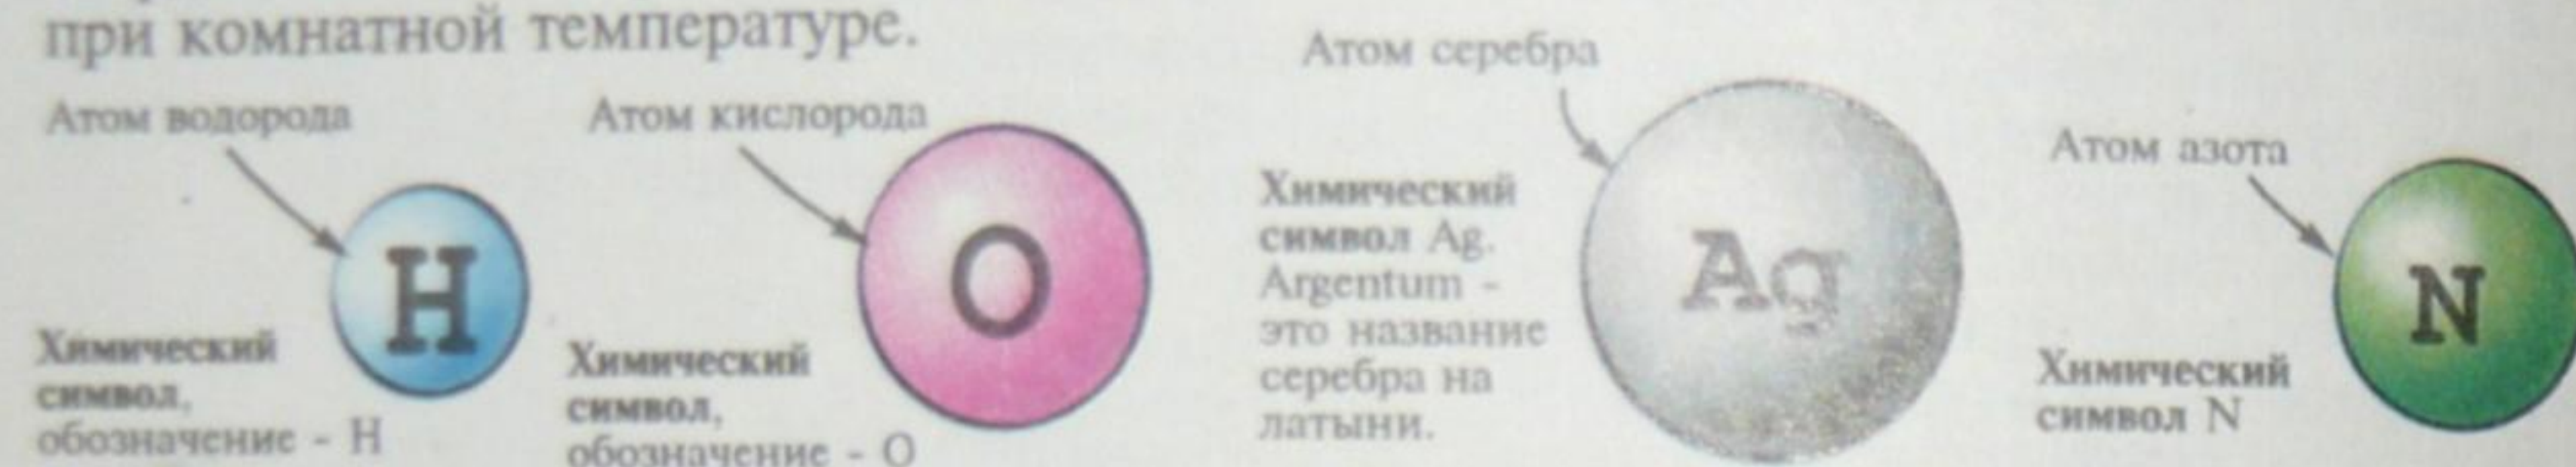 при комнатной температуре.
Атом водорода
H
Химический
символ,
обозначение - H
Атом кислорода
O
Химический
символ,
обозначение - O
Атом серебра
Ag
Химический
символ Ag.
Argentum -
это название
серебра на
латыни.
Атом азота
N
Химический
символ N